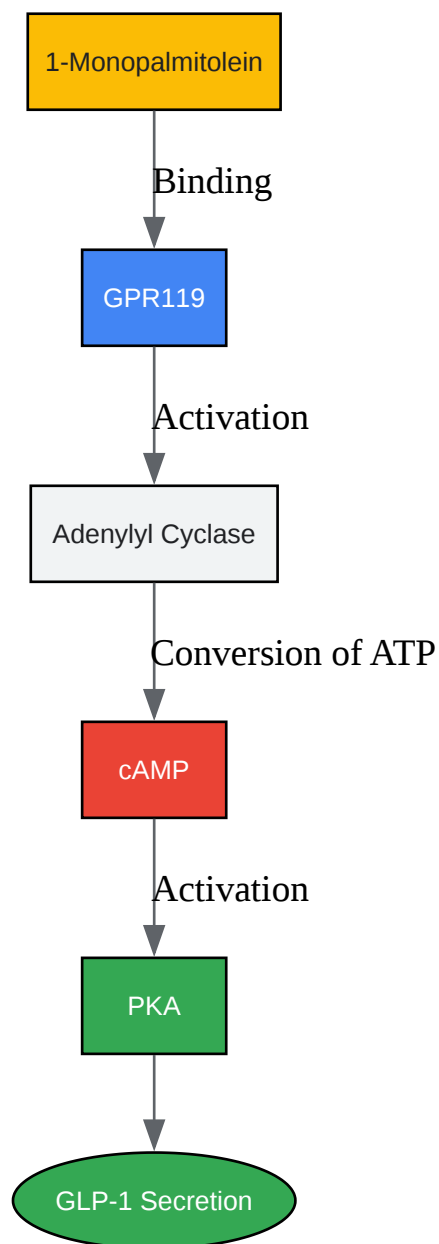 1-Monopalmitolein
Binding
GPR119
Activation
Adenylyl Cyclase
Conversion of ATP
cAMP
Activation
PKA
GLP-1 Secretion